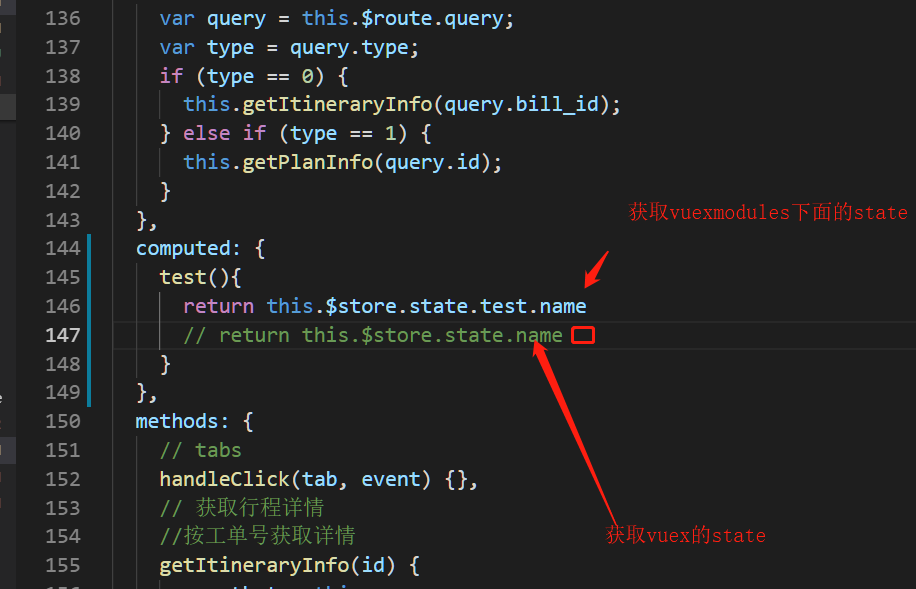 136 var query = this.$route.query;
137 var type = query.type;
138 if (type == 0) {
139 this.getItineraryInfo(query.bill_id);
140 } else if (type == 1) {
141 this.getPlanInfo(query.id);
142 }
143 },
获取vuexmodules下面的state
144 computed: {
145 test(){
146 return this.$store.state.test.name
147 // return this.$store.state.name
148 }
149 },
150 methods: {
151 // tabs
152 handleClick(tab, event) {},
153 // 获取行程详情
154 //按工单号获取详情
获取vuex的state
155 getItineraryInfo(id) {